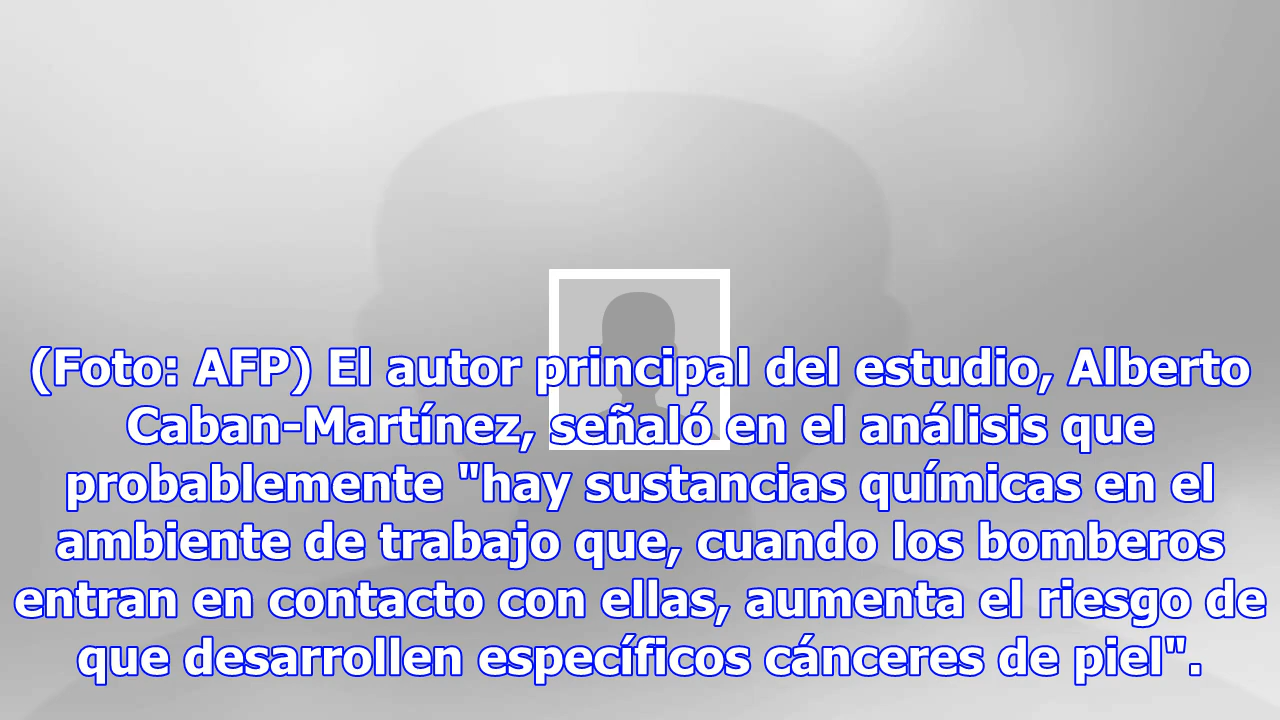 (Foto: AFP) El autor principal del estudio, Alberto
Caban-Martínez, señaló en el análisis que
probablemente "hay sustancias químicas en el
ambiente de trabajo que, cuando los bomberos
entran en contacto con ellas, aumenta el riesgo de
que desarrollen específicos cánceres de piel".